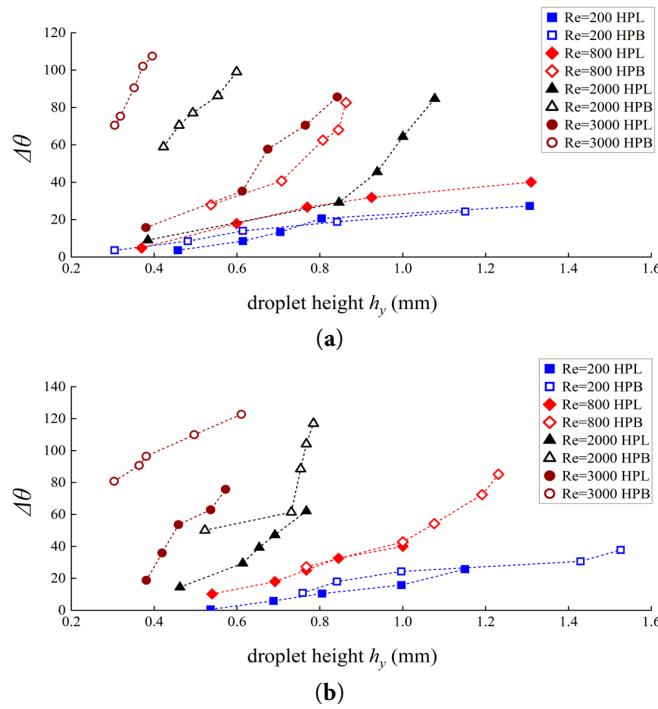 Re=200 HPL
Re=200 HPB
Re=800 HPL
Re=800 HPB
Re=2000 HPL
Re=2000 HPB
Re=3000 HPL
Re=3000 HPB
120
100
80
60
40
20
0
Δθ
0.2 0.4 0.6 0.8 1.0 1.2 1.4 1.6
droplet height hy (mm)
(a)
Re=200 HPL
Re=200 HPB
Re=800 HPL
Re=800 HPB
Re=2000 HPL
Re=2000 HPB
Re=3000 HPL
Re=3000 HPB
140
120
100
80
60
40
20
0
Δθ
0.2 0.4 0.6 0.8 1.0 1.2 1.4 1.6
droplet height hy (mm)
(b)